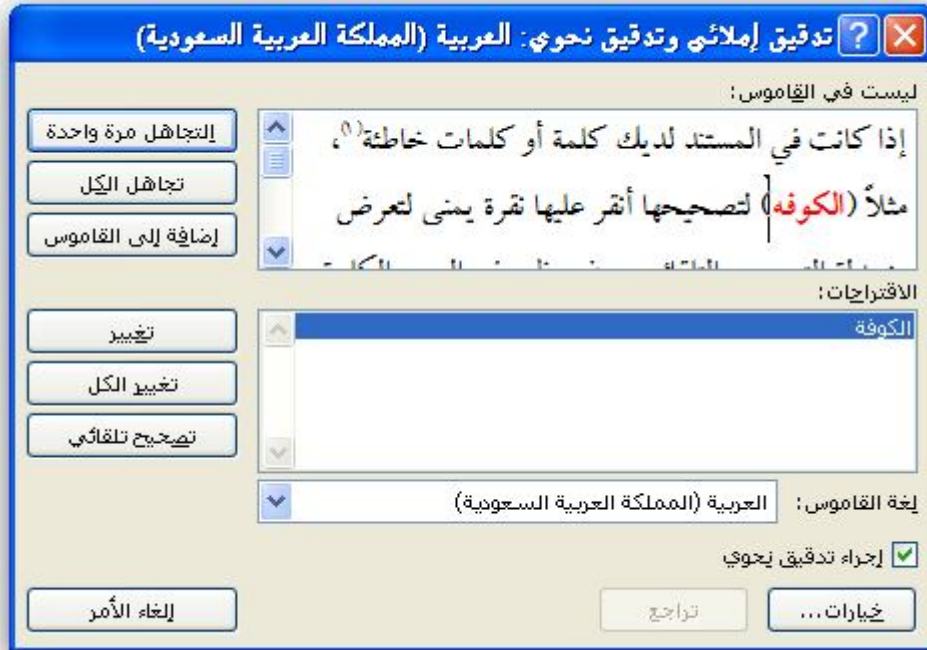 تدقيق إملائي وتدقيق نحوي: العربية (المملكة العربية السعودية)
ليست في القاموس:
إذا كانت في المستند لديك كلمة أو كلمات خاطئة(١)،
مثلاً (الكوفه) لتصحيحها أنقر عليها نقرة يمنى لتعرض
التجاهل مرة واحدة
تجاهل الكل
إضافة إلى القاموس
الاقتراحات:
الكوفة
تغيير
تغيير الكل
تصحيح تلقائي
لغة القاموس: العربية (المملكة العربية السعودية)
إجراء تدقيق نحوي
خيارات... تراجع إلغاء الأمر